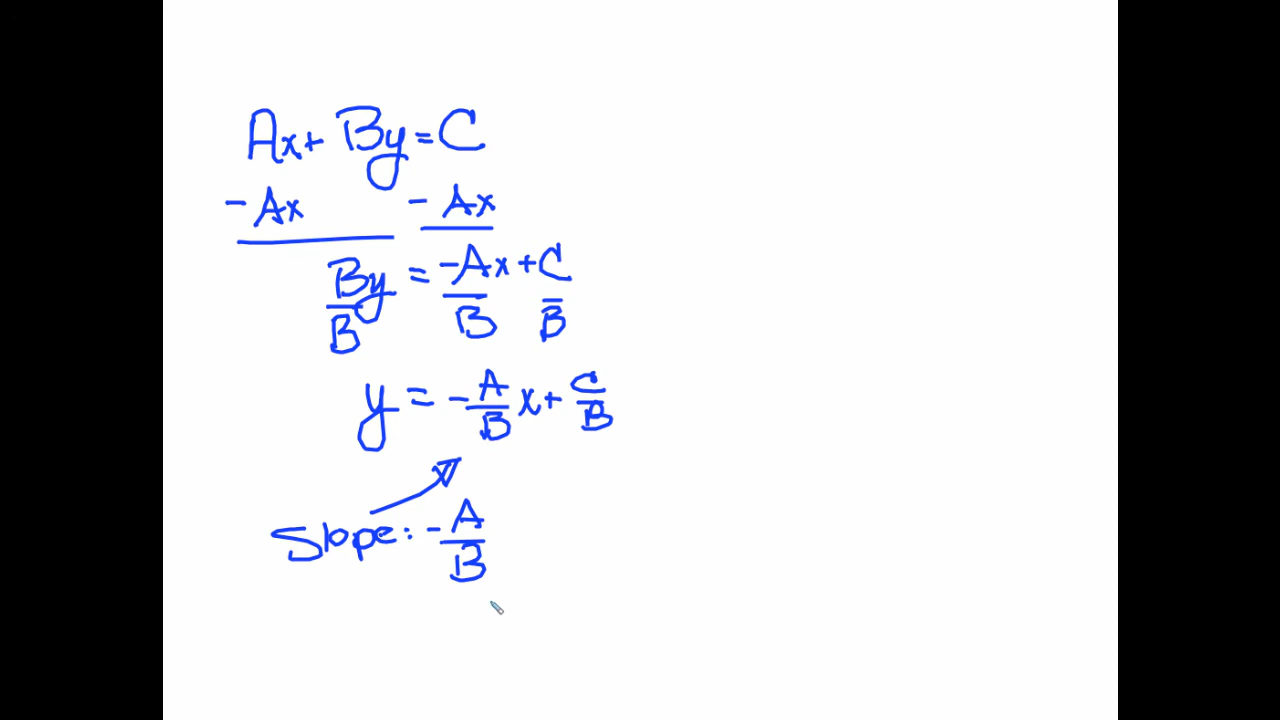 Ax + By = C
-Ax -Ax
By = -Ax + C
B B B
y = -A/B x + C/B
Slope: -A/B